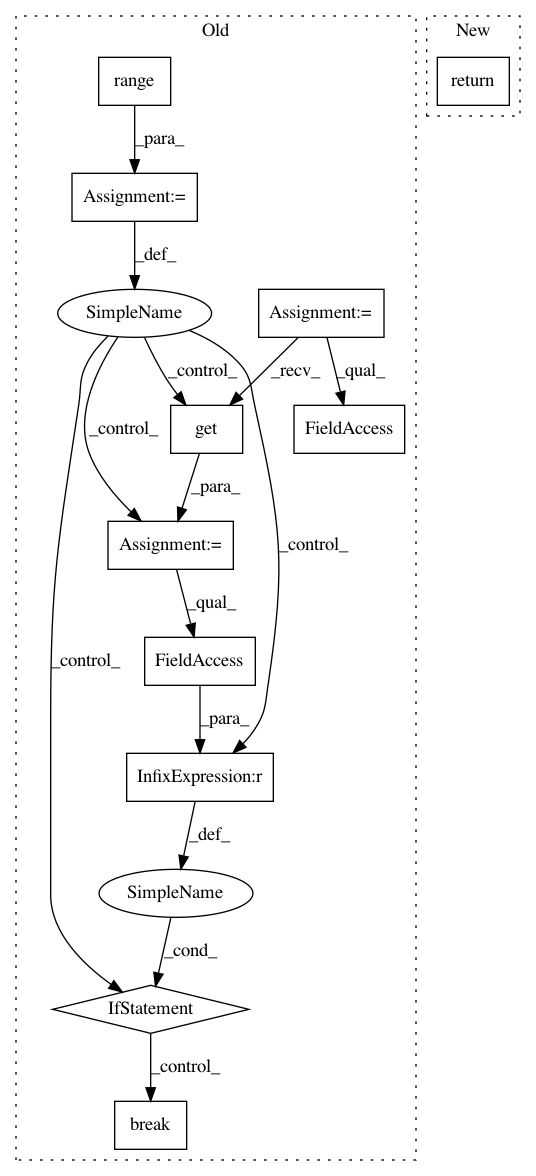 Old
New
range
return
_para_
Assignment:=
_def_
SimpleName
Assignment:=
_control_
_recv_
_qual_
get
FieldAccess
_control_
_para_
_control_
Assignment:=
_qual_
_control_
FieldAccess
_para_
InfixExpression:r
_def_
SimpleName
_cond_
IfStatement
_control_
break